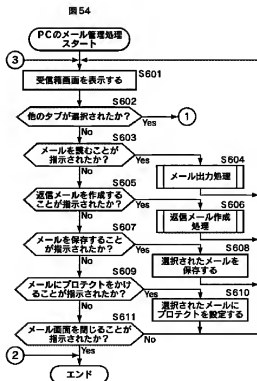 図54
PCのメール管理処理
スタート
③
S601
受信箱画面を表示する
S602
他のタブが選択されたか?
Yes
①
No
S603
メールを読むことが
指示されたか?
Yes
S604
メール出力処理
No
S605
返信メールを作成する
ことが指示されたか?
Yes
S606
返信メール作成
処理
No
S607
メールを保存すること
が指示されたか?
Yes
S608
選択されたメールを
保存する
No
S609
メールにプロテクトをかけ
ることが指示されたか?
Yes
S610
選択されたメールに
プロテクトを設定する
No
S611
メール画面を閉じることが
指示されたか?
No
②
Yes
エンド